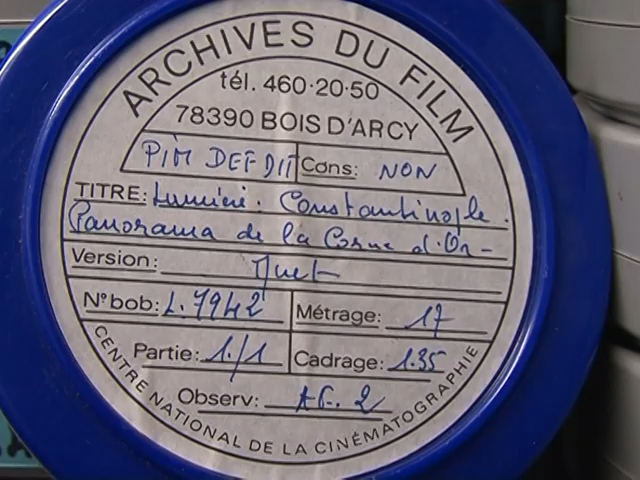 ARCHIVES DU FILM
tél. 460·20·50
78390 BOIS D'ARCY
PIM DEF DIT Cons: NON
TITRE: Lumière. Constantinople.
Panorama de la Corne d'Or-
Version: Muet
N° bob: L. 7942 Métrage: 17
Partie: 1./1 Cadrage: 1.35
Observ: AF. 2
CENTRE NATIONAL DE LA CINÉMATOGRAPHIE